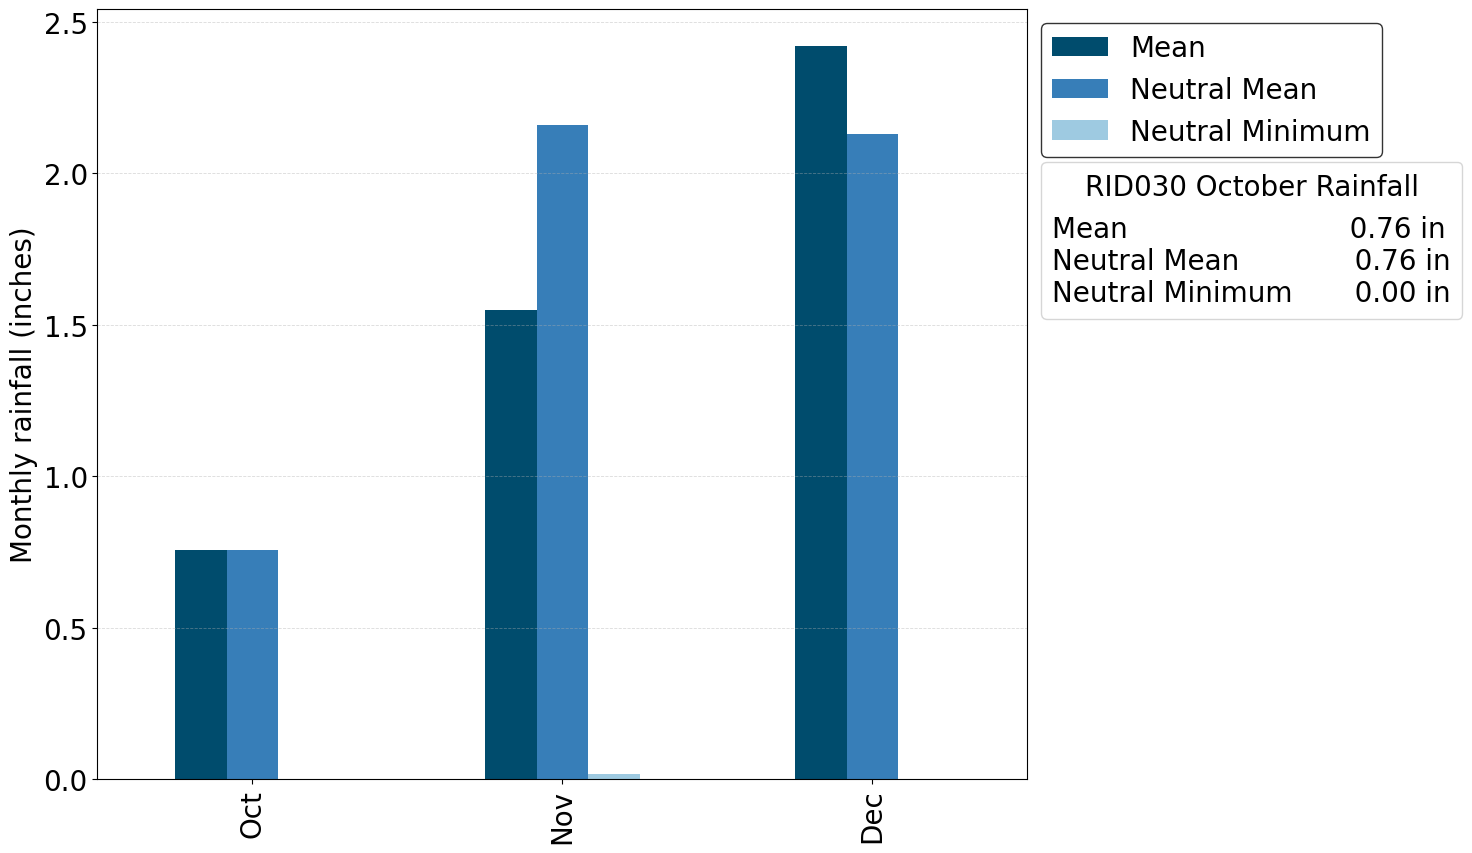 Monthly rainfall (inches)
2.5
2.0
1.5
1.0
0.5
0.0
Oct
Nov
Dec
Mean
Neutral Mean
Neutral Minimum
RID030 October Rainfall
Mean 0.76 in
Neutral Mean 0.76 in
Neutral Minimum 0.00 in